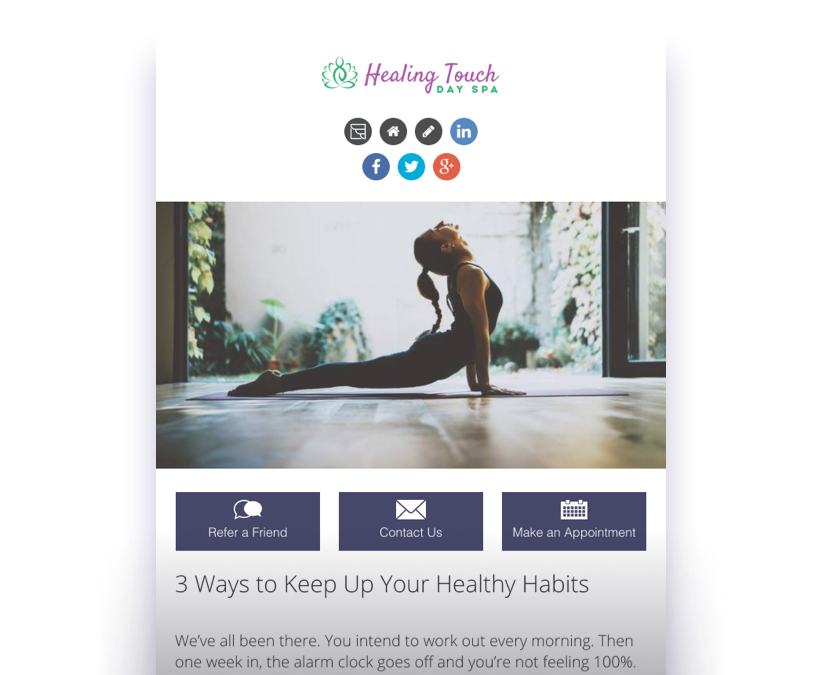 Healing Touch
DAY SPA
in
f
g+
Refer a Friend
Contact Us
Make an Appointment
3 Ways to Keep Up Your Healthy Habits
We’ve all been there. You intend to work out every morning. Then
one week in, the alarm clock goes off and you’re not feeling 100%.